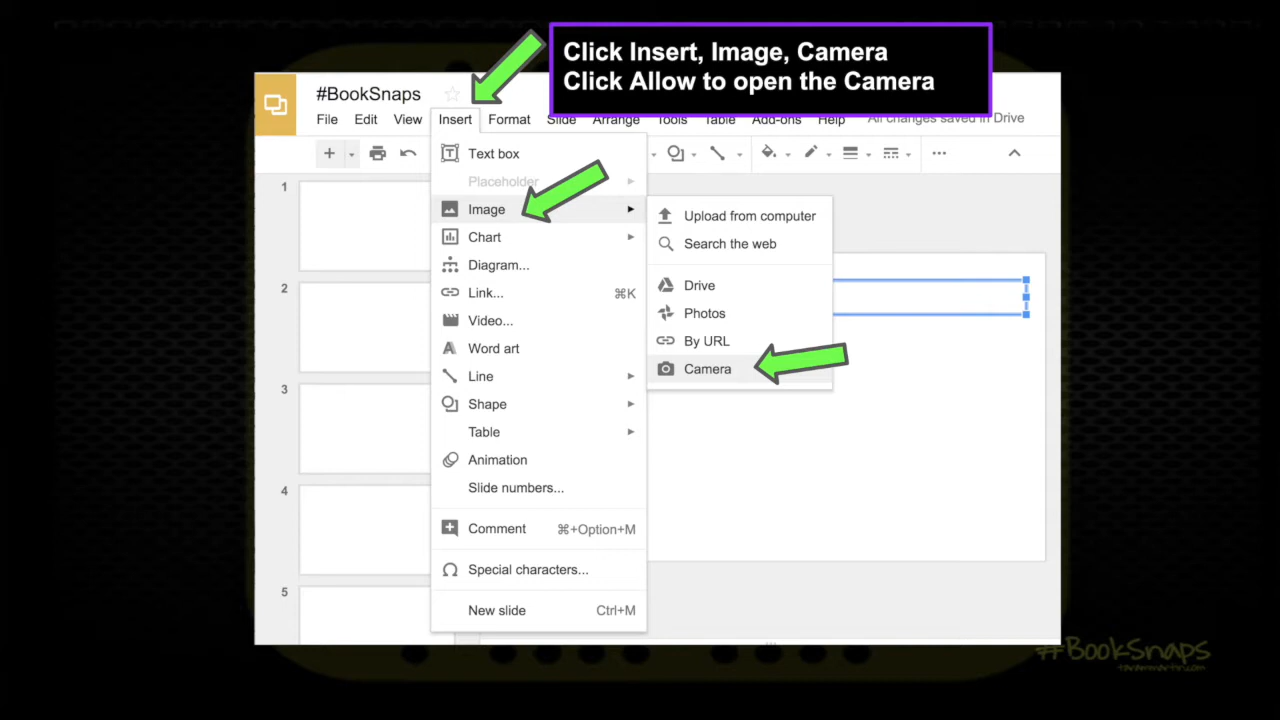 Click Insert, Image, Camera
Click Allow to open the Camera
#BookSnaps
File Edit View Insert Format Slide Arrange Tools Table Add-ons Help All changes saved in Drive
Text box
Placeholder
Image
Chart
Diagram...
Link... ⌘K
Video...
Word art
Line
Shape
Table
Animation
Slide numbers...
Comment ⌘+Option+M
Special characters...
New slide Ctrl+M
Upload from computer
Search the web
Drive
Photos
By URL
Camera
1
2
3
4
5
#BookSnaps